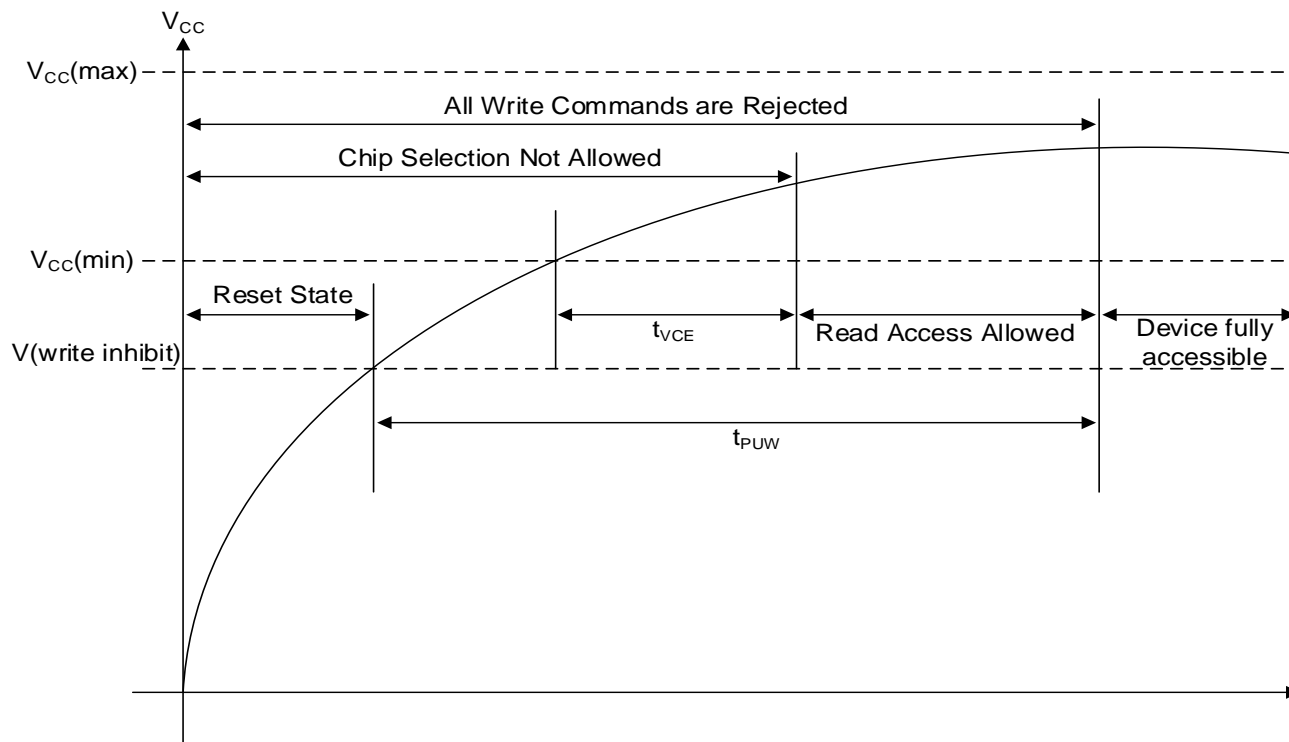 VCC
VCC(max)
All Write Commands are Rejected
Chip Selection Not Allowed
VCC(min)
Reset State
tVCE
Read Access Allowed
Device fully
accessible
V(write inhibit)
tPUW